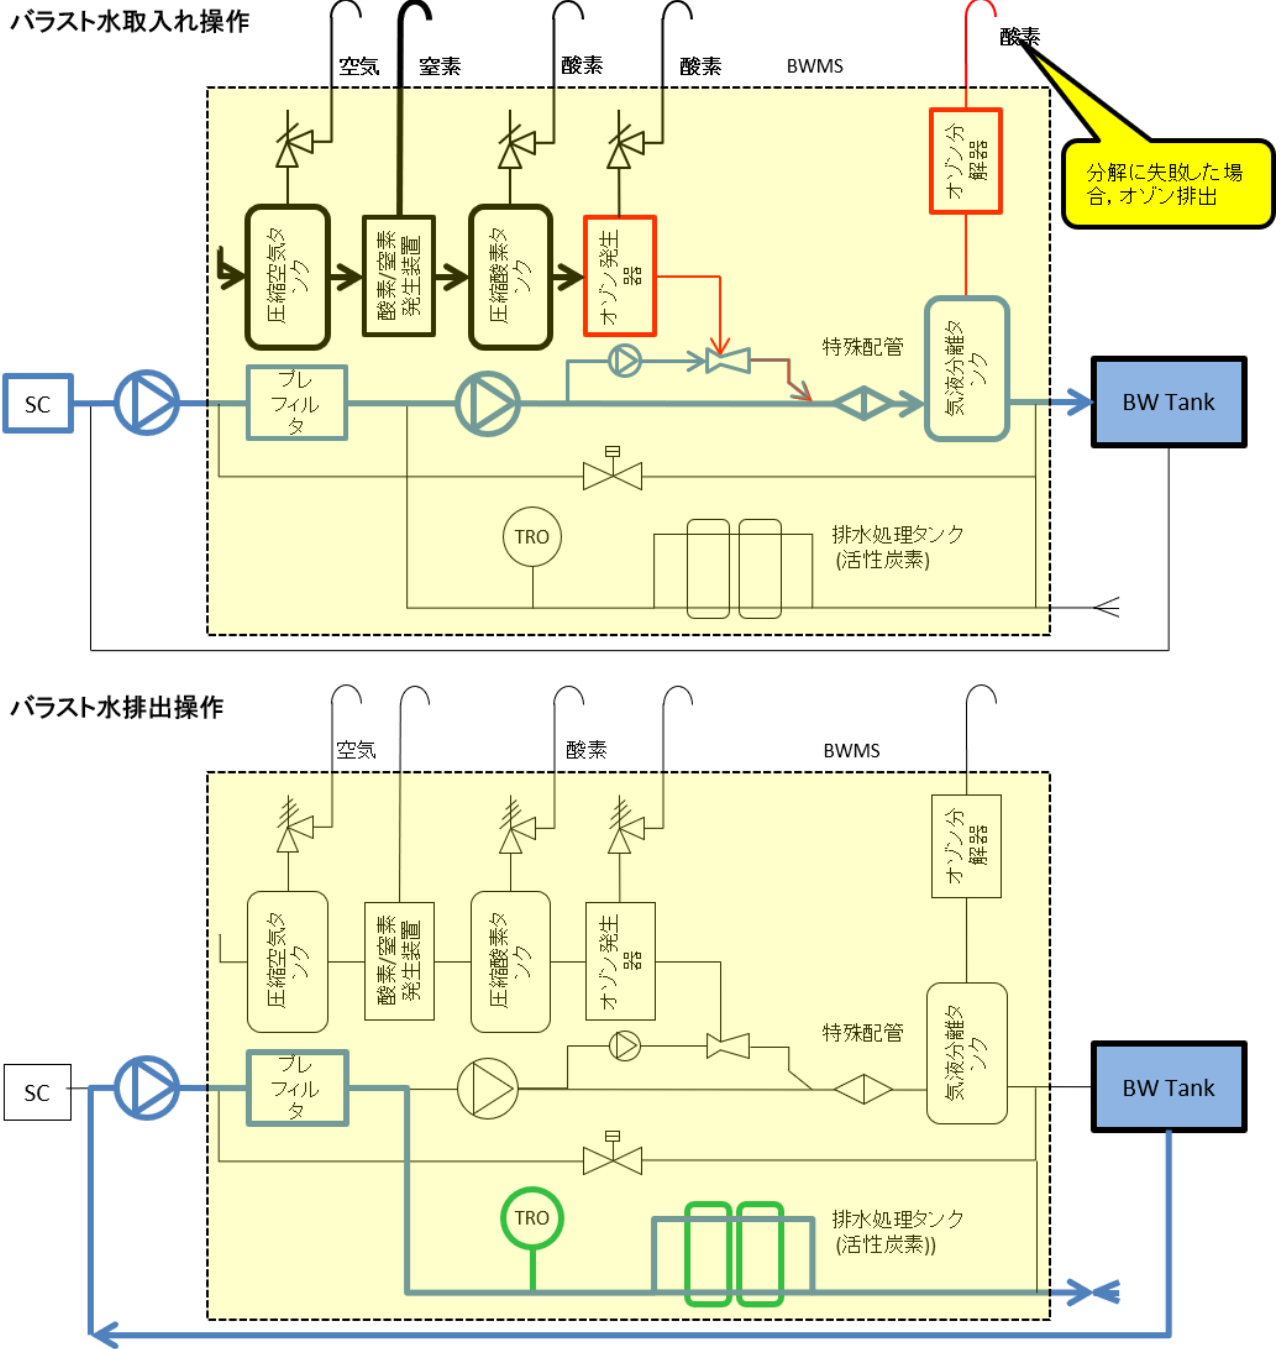 バラスト水取入れ操作
空気
窒素
酸素
酸素
BWMS
酸素
分解に失敗した場
合，オゾン排出
オゾン分
解器
圧縮空気タ
ンク
酸素/窒素
発生装置
圧縮酸素タ
ンク
オゾン発生
器
特殊配管
気液分離タ
ンク
SC
プレ
フィル
タ
BW Tank
TRO
排水処理タンク
(活性炭素)
バラスト水排出操作
空気
酸素
BWMS
オゾン分
解器
圧縮空気タ
ンク
酸素/窒素
発生装置
圧縮酸素タ
ンク
オゾン発生
器
特殊配管
気液分離タ
ンク
SC
プレ
フィル
タ
BW Tank
TRO
排水処理タンク
(活性炭素))